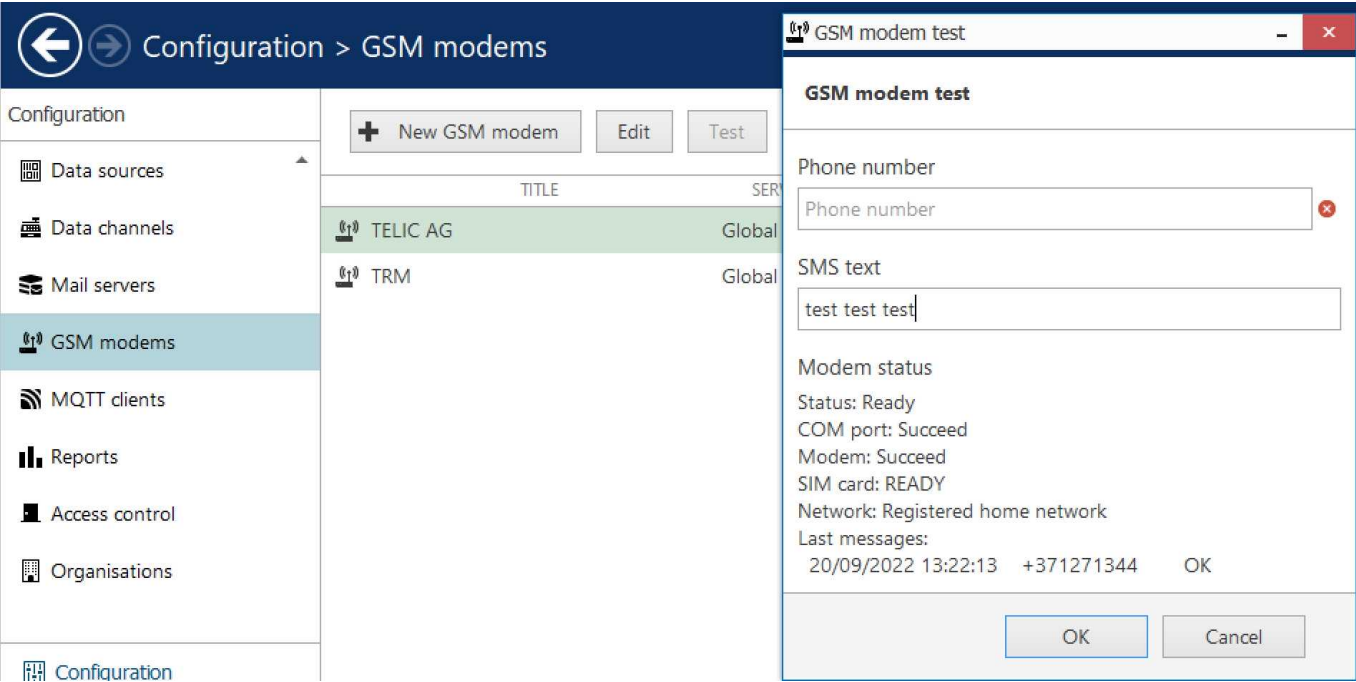 Configuration > GSM modems
Configuration
Data sources
Data channels
Mail servers
GSM modems
MQTT clients
Reports
Access control
Organisations
Configuration
New GSM modem Edit Test
TITLE
TELIC AG Global
TRM Global
GSM modem test
GSM modem test
Phone number
Phone number
SMS text
test test test
Modem status
Status: Ready
COM port: Succeed
Modem: Succeed
SIM card: READY
Network: Registered home network
Last messages:
20/09/2022 13:22:13 +371271344 OK
OK Cancel